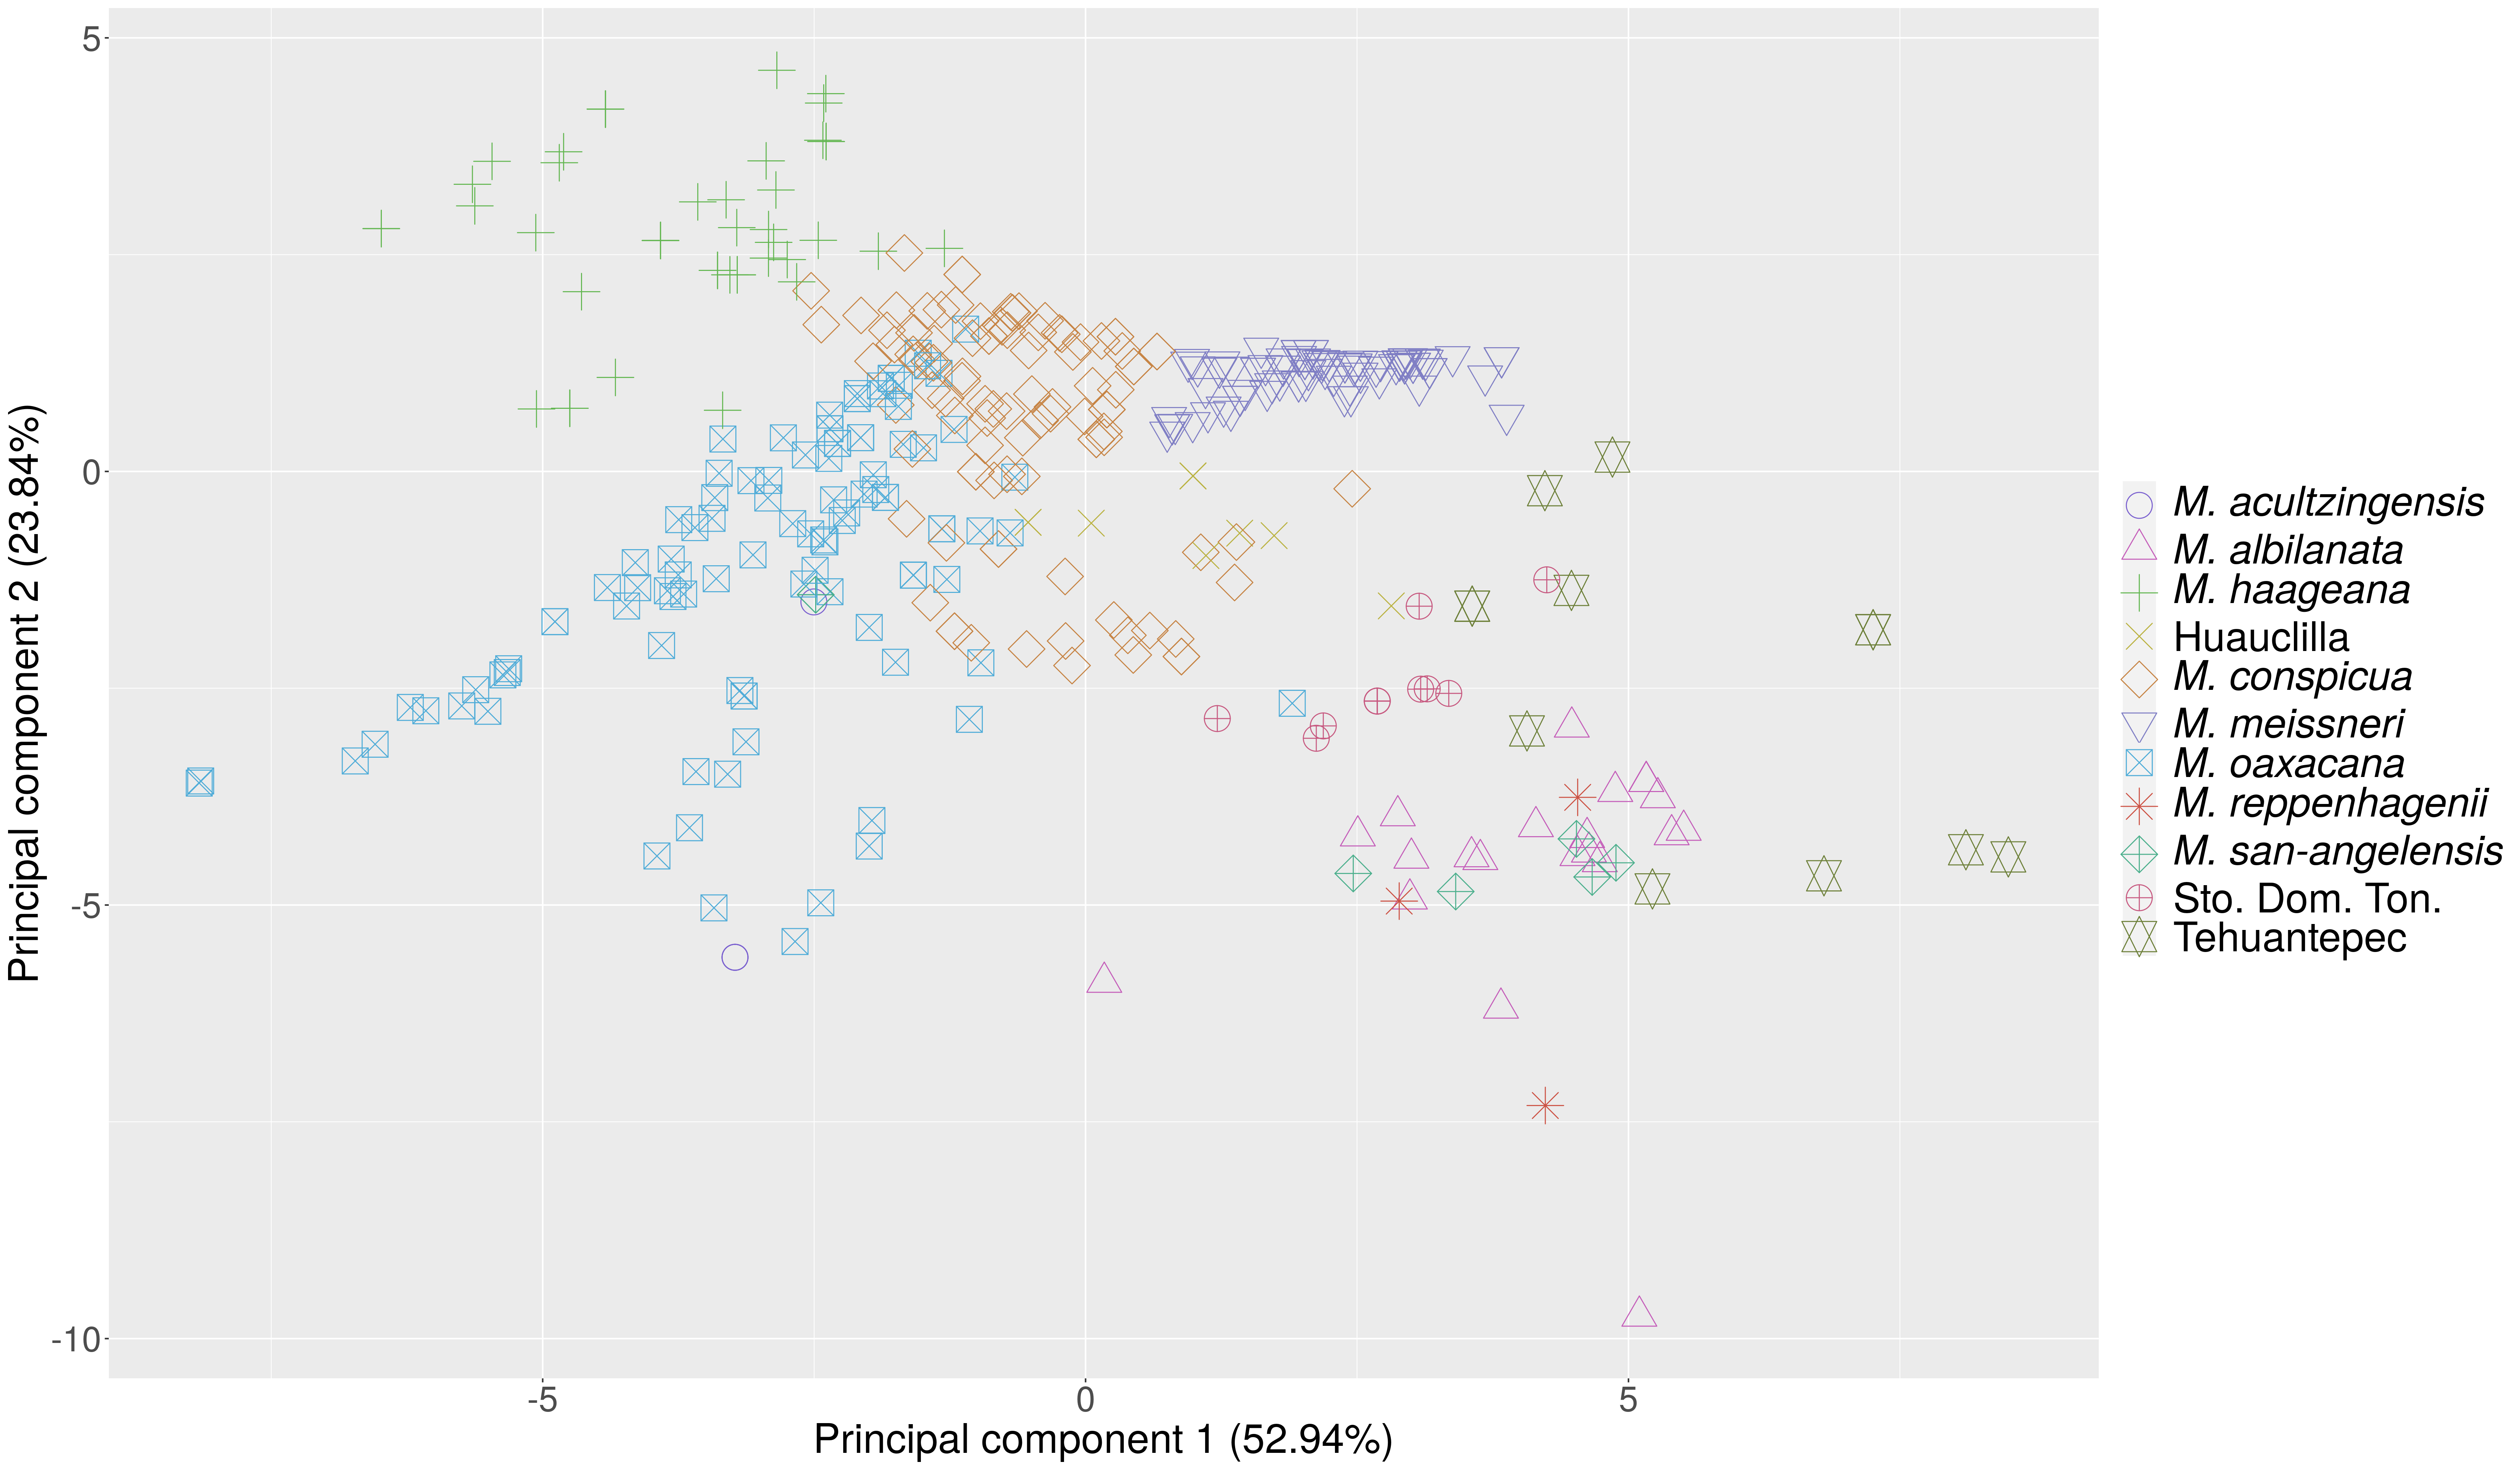 Principal component 2 (23.84%)
5
0
-5
-10
-5
0
5
Principal component 1 (52.94%)
M. acultzingensis
M. albilanata
M. haageana
Huauclilla
M. conspicua
M. meissneri
M. oaxacana
M. reppenhagenii
M. san-angelensis
Sto. Dom. Ton.
Tehuantepec